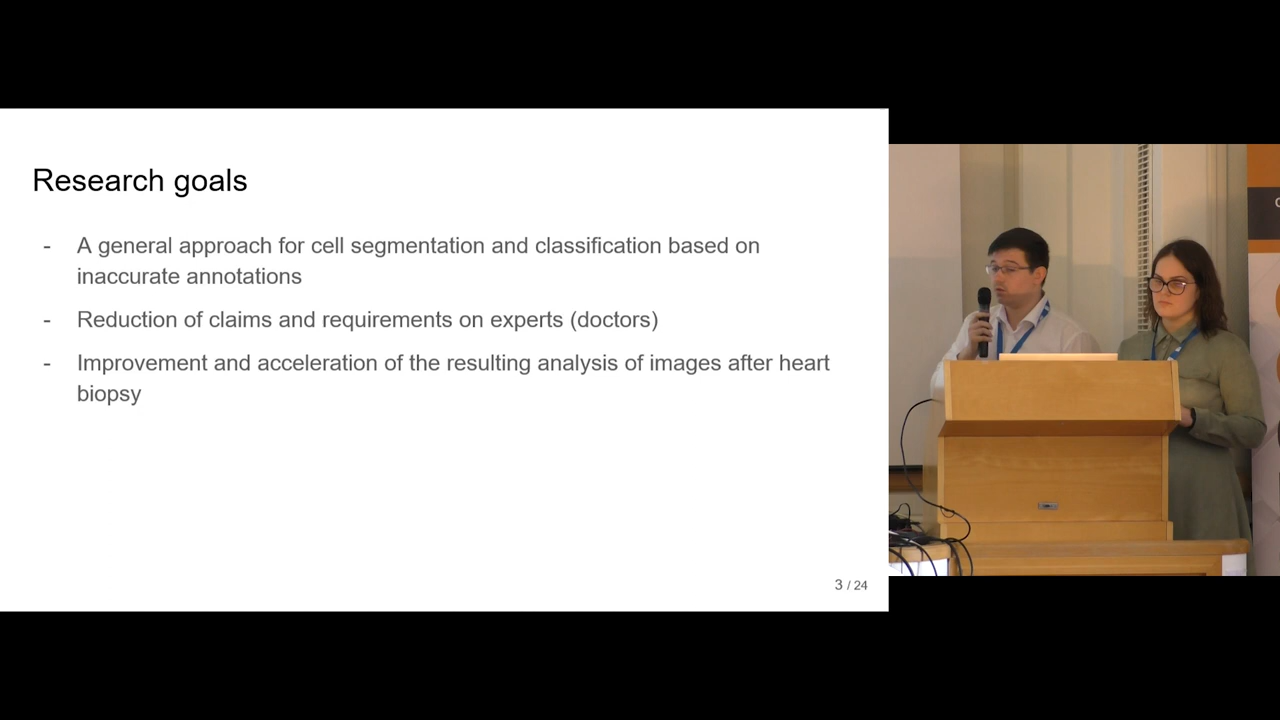 Research goals
- A general approach for cell segmentation and classification based on
inaccurate annotations
- Reduction of claims and requirements on experts (doctors)
- Improvement and acceleration of the resulting analysis of images after heart
biopsy
3 / 24